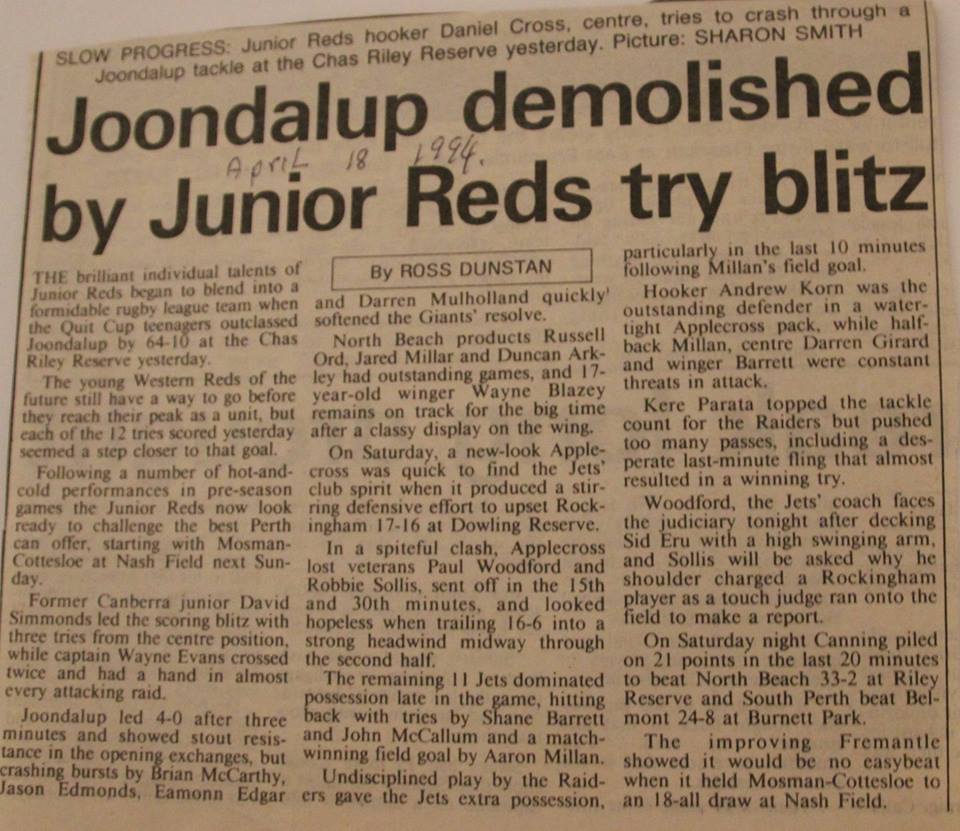 SLOW PROGRESS: Junior Reds hooker Daniel Cross, centre, tries to crash through a
Joondalup tackle at the Chas Riley Reserve yesterday. Picture: SHARON SMITH
Joondalup demolished
April 18 1994.
by Junior Reds try blitz
THE brilliant individual talents of
Junior Reds began to blend into a
formidable rugby league team when
the Quit Cup teenagers outclassed
Joondalup by 64-10 at the Chas
Riley Reserve yesterday.
The young Western Reds of the
future still have a way to go before
they reach their peak as a unit, but
each of the 12 tries scored yesterday
seemed a step closer to that goal.
Following a number of hot-and-
cold performances in pre-season
games the Junior Reds now look
ready to challenge the best Perth
can offer, starting with Mosman-
Cottesloe at Nash Field next Sun-
day.
Former Canberra junior David
Simmonds led the scoring blitz with
three tries from the centre position,
while captain Wayne Evans crossed
twice and had a hand in almost
every attacking raid.
Joondalup led 4-0 after three
minutes and showed stout resis-
tance in the opening exchanges, but
crashing bursts by Brian McCarthy,
Jason Edmonds, Eamonn Edgar
By ROSS DUNSTAN
and Darren Mulholland quickly
softened the Giants' resolve.
North Beach products Russell
Ord, Jared Millar and Duncan Ark-
ley had outstanding games, and 17-
year-old winger Wayne Blazey
remains on track for the big time
after a classy display on the wing.
On Saturday, a new-look Apple-
cross was quick to find the Jets'
club spirit when it produced a stir-
ring defensive effort to upset Rock-
ingham 17-16 at Dowling Reserve.
In a spiteful clash, Applecross
lost veterans Paul Woodford and
Robbie Sollis, sent off in the 15th
and 30th minutes, and looked
hopeless when trailing 16-6 into a
strong headwind midway through
the second half.
The remaining 11 Jets dominated
possession late in the game, hitting
back with tries by Shane Barrett
and John McCallum and a match-
winning field goal by Aaron Millan.
Undisciplined play by the Raid-
ers gave the Jets extra possession,
particularly in the last 10 minutes
following Millan's field goal.
Hooker Andrew Korn was the
outstanding defender in a water-
tight Applecross pack, while half-
back Millan, centre Darren Girard
and winger Barrett were constant
threats in attack.
Kere Parata topped the tackle
count for the Raiders but pushed
too many passes, including a des-
perate last-minute fling that almost
resulted in a winning try.
Woodford, the Jets' coach faces
the judiciary tonight after decking
Sid Eru with a high swinging arm,
and Sollis will be asked why he
shoulder charged a Rockingham
player as a touch judge ran onto the
field to make a report.
On Saturday night Canning piled
on 21 points in the last 20 minutes
to beat North Beach 33-2 at Riley
Reserve and South Perth beat Bel-
mont 24-8 at Burnett Park.
The improving Fremantle
showed it would be no easybeat
when it held Mosman-Cottesloe to
an 18-all draw at Nash Field.